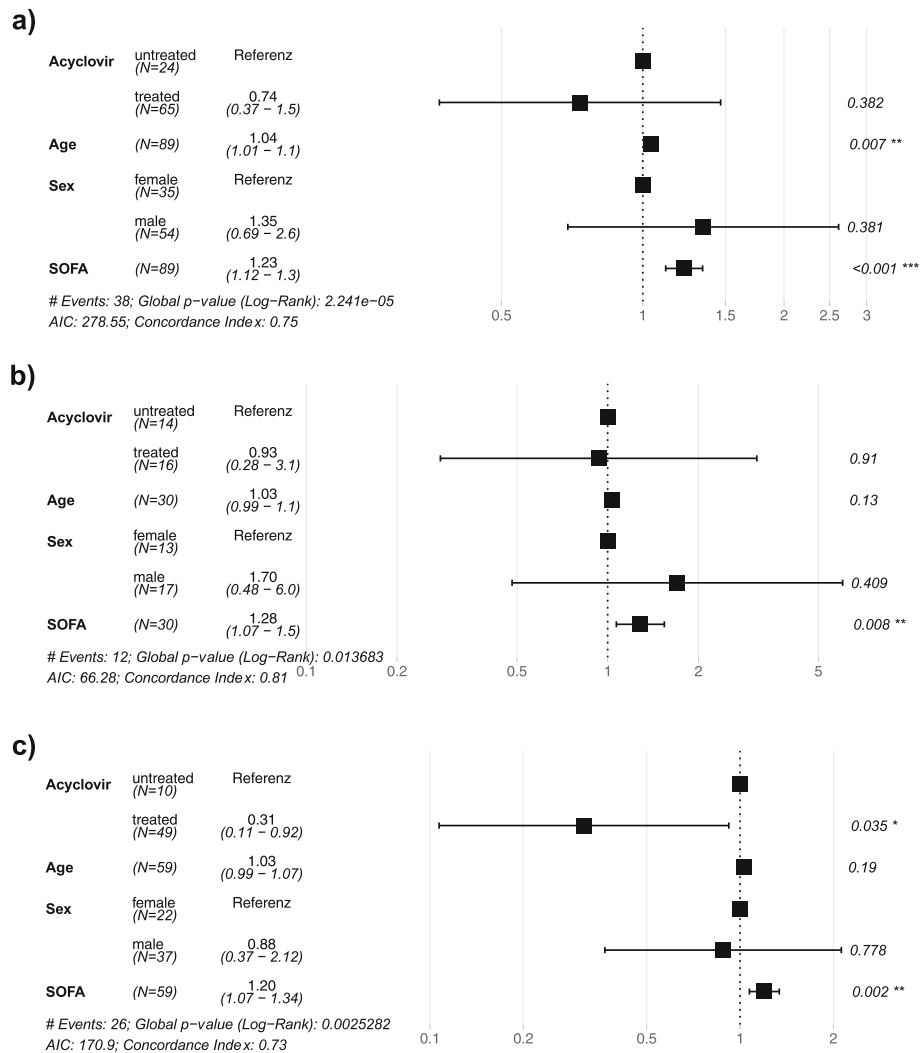 a)
Acyclovir untreated Referenz
(N=24)
treated 0.74 0.382
(N=65) (0.37 − 1.5)
Age (N=89) 1.04 0.007 **
(1.01 − 1.1)
Sex female Referenz
(N=35)
male 1.35 0.381
(N=54) (0.69 − 2.6)
SOFA (N=89) 1.23 <0.001 ***
(1.12 − 1.3)
# Events: 38; Global p−value (Log−Rank): 2.241e−05
AIC: 278.55; Concordance Index: 0.75
0.5 1 1.5 2 2.5 3
b)
Acyclovir untreated Referenz
(N=14)
treated 0.93 0.91
(N=16) (0.28 − 3.1)
Age (N=30) 1.03 0.13
(0.99 − 1.1)
Sex female Referenz
(N=13)
male 1.70 0.409
(N=17) (0.48 − 6.0)
SOFA (N=30) 1.28 0.008 **
(1.07 − 1.5)
# Events: 12; Global p−value (Log−Rank): 0.013683
AIC: 66.28; Concordance Index: 0.81
0.1 0.2 0.5 1 2 5
c)
Acyclovir untreated Referenz
(N=10)
treated 0.31 0.035 *
(N=49) (0.11 − 0.92)
Age (N=59) 1.03 0.19
(0.99 − 1.07)
Sex female Referenz
(N=22)
male 0.88 0.778
(N=37) (0.37 − 2.12)
SOFA (N=59) 1.20 0.002 **
(1.07 − 1.34)
# Events: 26; Global p−value (Log−Rank): 0.0025282
AIC: 170.9; Concordance Index: 0.73
0.1 0.2 0.5 1 2